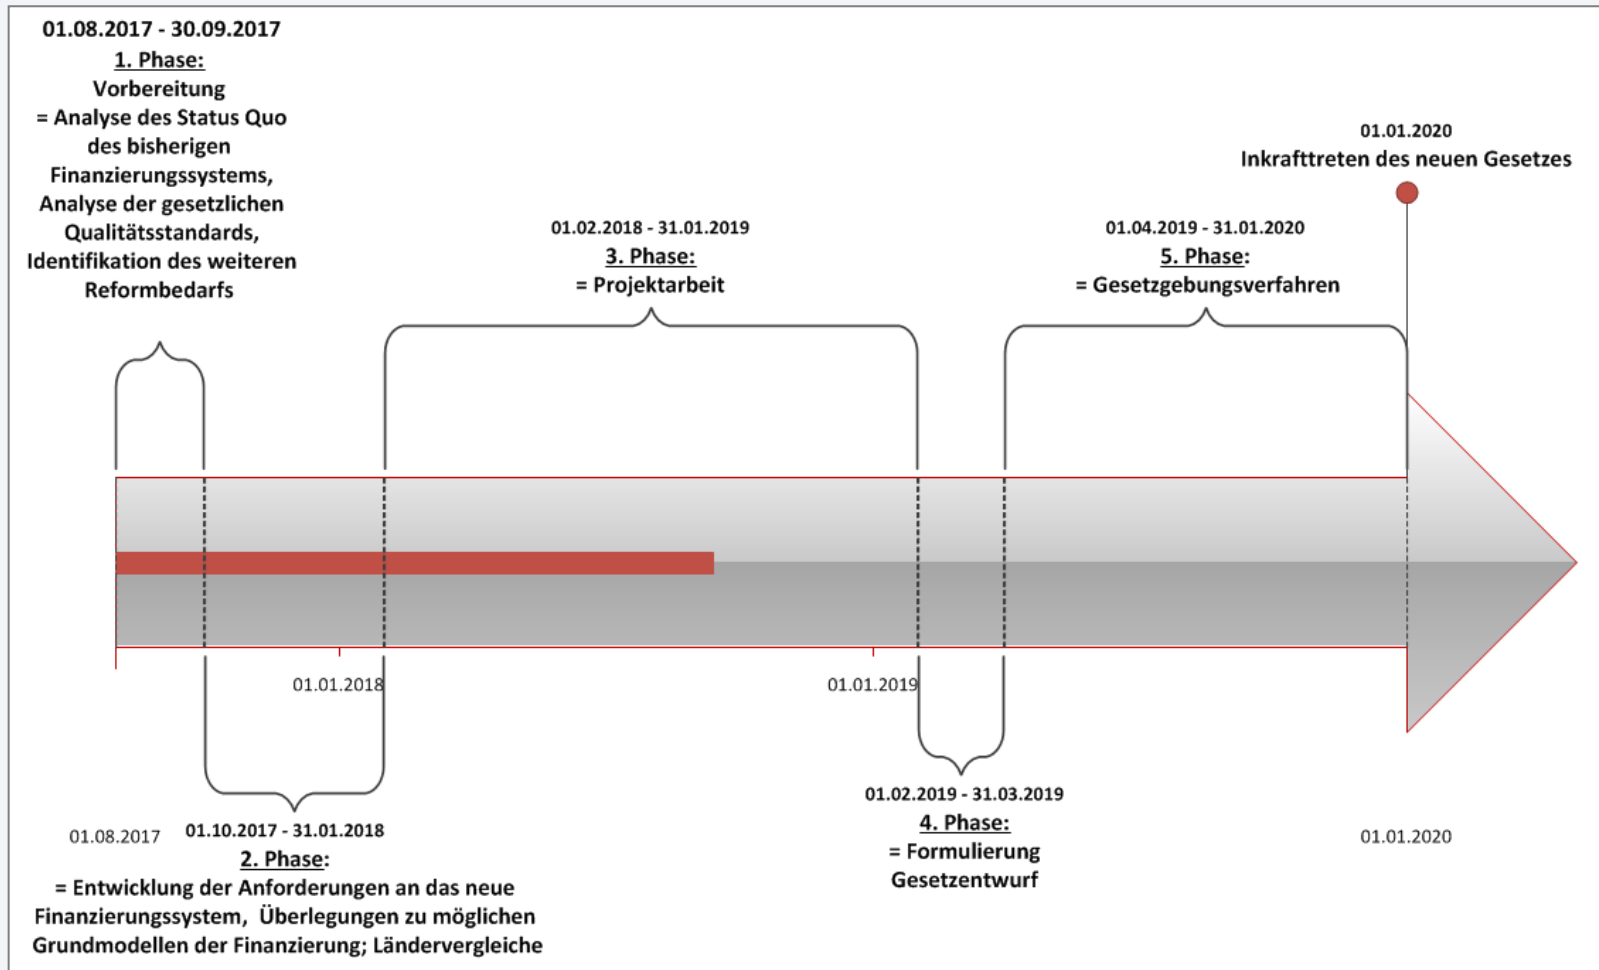 01.08.2017 - 30.09.2017
1. Phase:
Vorbereitung
= Analyse des Status Quo
des bisherigen
Finanzierungssystems,
Analyse der gesetzlichen
Qualitätsstandards,
Identifikation des weiteren
Reformbedarfs
01.02.2018 - 31.01.2019
3. Phase:
= Projektarbeit
01.04.2019 - 31.01.2020
5. Phase:
= Gesetzgebungsverfahren
01.01.2020
Inkrafttreten des neuen Gesetzes
01.01.2018
01.01.2019
01.08.2017
01.10.2017 - 31.01.2018
2. Phase:
= Entwicklung der Anforderungen an das neue
Finanzierungssystem, Überlegungen zu möglichen
Grundmodellen der Finanzierung; Ländervergleiche
01.02.2019 - 31.03.2019
4. Phase:
= Formulierung
Gesetzentwurf
01.01.2020